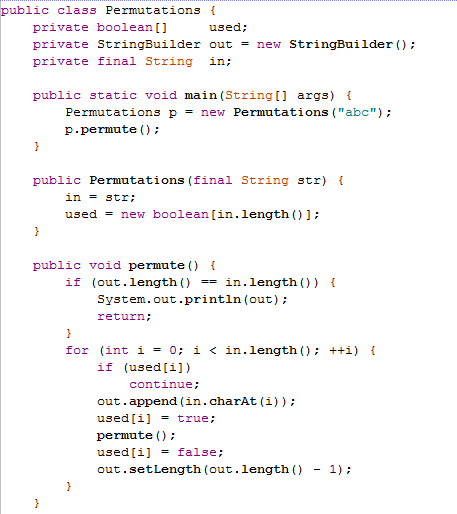 public class Permutations {
    private boolean[]     used;
    private StringBuilder out = new StringBuilder();
    private final String  in;

    public static void main(String[] args) {
        Permutations p = new Permutations("abc");
        p.permute();
    }

    public Permutations(final String str) {
        in = str;
        used = new boolean[in.length()];
    }

    public void permute() {
        if (out.length() == in.length()) {
            System.out.println(out);
            return;
        }
        for (int i = 0; i < in.length(); ++i) {
            if (used[i])
                continue;
            out.append(in.charAt(i));
            used[i] = true;
            permute();
            used[i] = false;
            out.setLength(out.length() - 1);
        }
    }